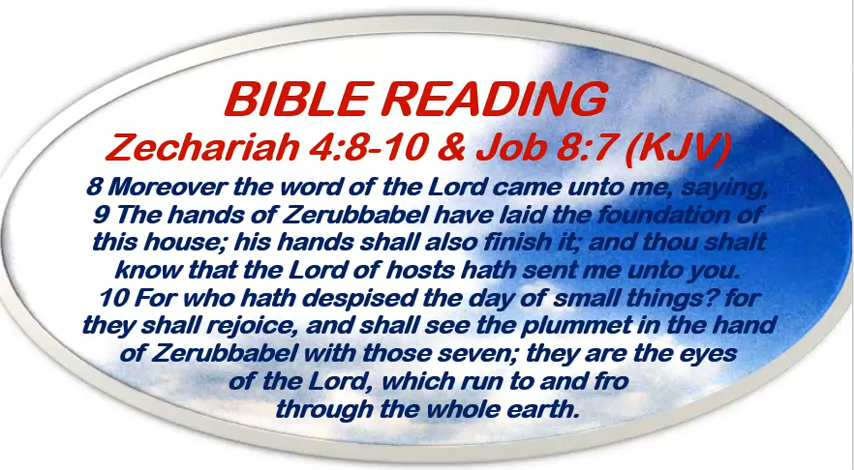 BIBLE READING
Zechariah 4:8-10 & Job 8:7 (KJV)
8 Moreover the word of the Lord came unto me, saying,
9 The hands of Zerubbabel have laid the foundation of
this house; his hands shall also finish it; and thou shalt
know that the Lord of hosts hath sent me unto you.
10 For who hath despised the day of small things? for
they shall rejoice, and shall see the plummet in the hand
of Zerubbabel with those seven; they are the eyes
of the Lord, which run to and fro
through the whole earth.